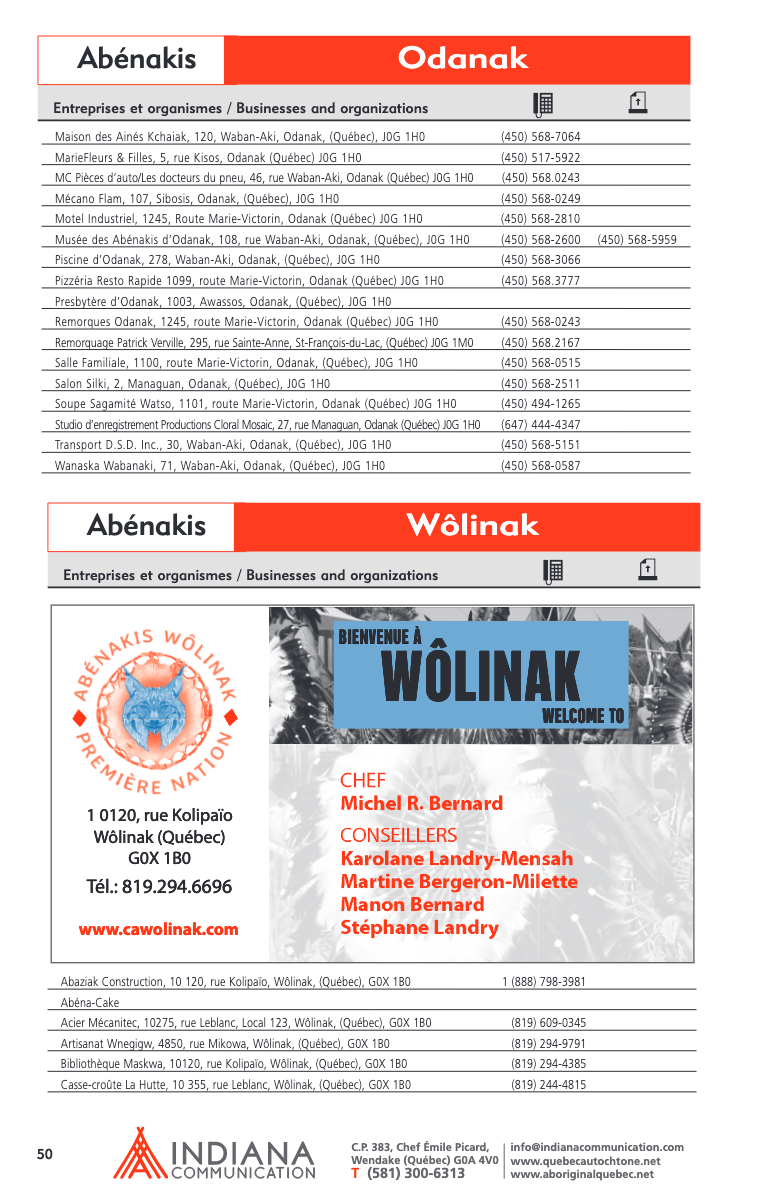 Abénakis Odanak
Entreprises et organismes / Businesses and organizations
Maison des Ainés Kchaiak, 120, Waban-Aki, Odanak, (Québec), J0G 1H0 (450) 568-7064
MarieFleurs & Filles, 5, rue Kisos, Odanak (Québec) J0G 1H0 (450) 517-5922
MC Pièces d'auto/Les docteurs du pneu, 46, rue Waban-Aki, Odanak (Québec) J0G 1H0 (450) 568.0243
Mécano Flam, 107, Sibosis, Odanak, (Québec), J0G 1H0 (450) 568-0249
Motel Industriel, 1245, Route Marie-Victorin, Odanak (Québec) J0G 1H0 (450) 568-2810
Musée des Abénakis d'Odanak, 108, rue Waban-Aki, Odanak, (Québec), J0G 1H0 (450) 568-2600 (450) 568-5959
Piscine d'Odanak, 278, Waban-Aki, Odanak, (Québec), J0G 1H0 (450) 568-3066
Pizzéria Resto Rapide 1099, route Marie-Victorin, Odanak (Québec) J0G 1H0 (450) 568.3777
Presbytère d'Odanak, 1003, Awassos, Odanak, (Québec), J0G 1H0
Remorques Odanak, 1245, route Marie-Victorin, Odanak (Québec) J0G 1H0 (450) 568-0243
Remorquage Patrick Verville, 295, rue Sainte-Anne, St-François-du-Lac, (Québec) J0G 1M0 (450) 568.2167
Salle Familiale, 1100, route Marie-Victorin, Odanak, (Québec), J0G 1H0 (450) 568-0515
Salon Silki, 2, Managuan, Odanak, (Québec), J0G 1H0 (450) 568-2511
Soupe Sagamité Watso, 1101, route Marie-Victorin, Odanak (Québec) J0G 1H0 (450) 494-1265
Studio d'enregistrement Productions Cloral Mosaic, 27, rue Managuan, Odanak (Québec) J0G 1H0 (647) 444-4347
Transport D.S.D. Inc., 30, Waban-Aki, Odanak, (Québec), J0G 1H0 (450) 568-5151
Wanaska Wabanaki, 71, Waban-Aki, Odanak, (Québec), J0G 1H0 (450) 568-0587
Abénakis Wôlinak
Entreprises et organismes / Businesses and organizations
ABÉNAKIS WÔLINAK
PREMIÈRE NATION
1 0120, rue Kolipaïo
Wôlinak (Québec)
G0X 1B0
Tél.: 819.294.6696
www.cawolinak.com
BIENVENUE À
WÔLINAK
WELCOME TO
CHEF
Michel R. Bernard
CONSEILLERS
Karolane Landry-Mensah
Martine Bergeron-Milette
Manon Bernard
Stéphane Landry
Abaziak Construction, 10 120, rue Kolipaïo, Wôlinak, (Québec), G0X 1B0 1 (888) 798-3981
Abéna-Cake
Acier Mécanitec, 10275, rue Leblanc, Local 123, Wôlinak, (Québec), G0X 1B0 (819) 609-0345
Artisanat Wnegigw, 4850, rue Mikowa, Wôlinak, (Québec), G0X 1B0 (819) 294-9791
Bibliothèque Maskwa, 10120, rue Kolipaïo, Wôlinak, (Québec), G0X 1B0 (819) 294-4385
Casse-croûte La Hutte, 10 355, rue Leblanc, Wôlinak, (Québec), G0X 1B0 (819) 244-4815
50
INDIANA
COMMUNICATION
C.P. 383, Chef Émile Picard,
Wendake (Québec) G0A 4V0
T (581) 300-6313
info@indianacommunication.com
www.quebecautochtone.net
www.aboriginalquebec.net